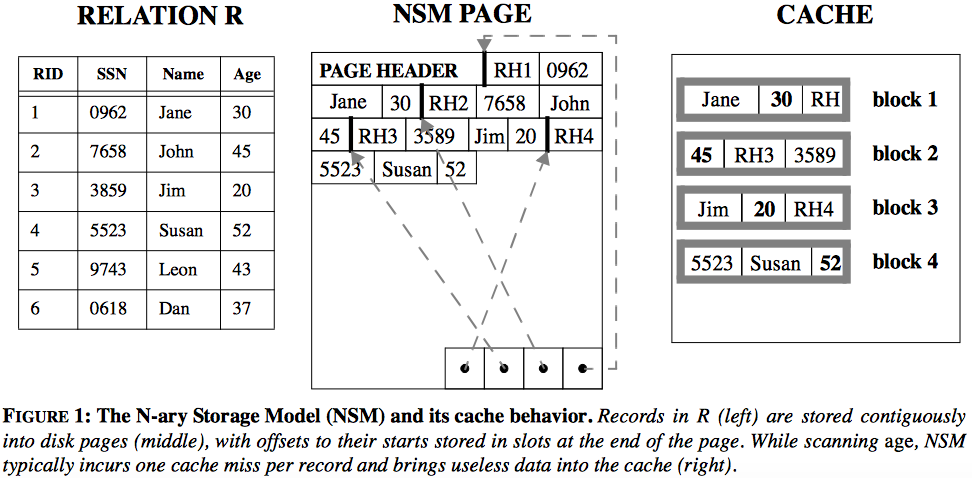 RELATION R
RID SSN Name Age
1 0962 Jane 30
2 7658 John 45
3 3859 Jim 20
4 5523 Susan 52
5 9743 Leon 43
6 0618 Dan 37
NSM PAGE
PAGE HEADER RH1 0962
Jane 30 RH2 7658 John
45 RH3 3589 Jim 20 RH4
5523 Susan 52
CACHE
Jane 30 RH block 1
45 RH3 3589 block 2
Jim 20 RH4 block 3
5523 Susan 52 block 4
FIGURE 1: The N-ary Storage Model (NSM) and its cache behavior. Records in R (left) are stored contiguously
into disk pages (middle), with offsets to their starts stored in slots at the end of the page. While scanning age, NSM
typically incurs one cache miss per record and brings useless data into the cache (right).